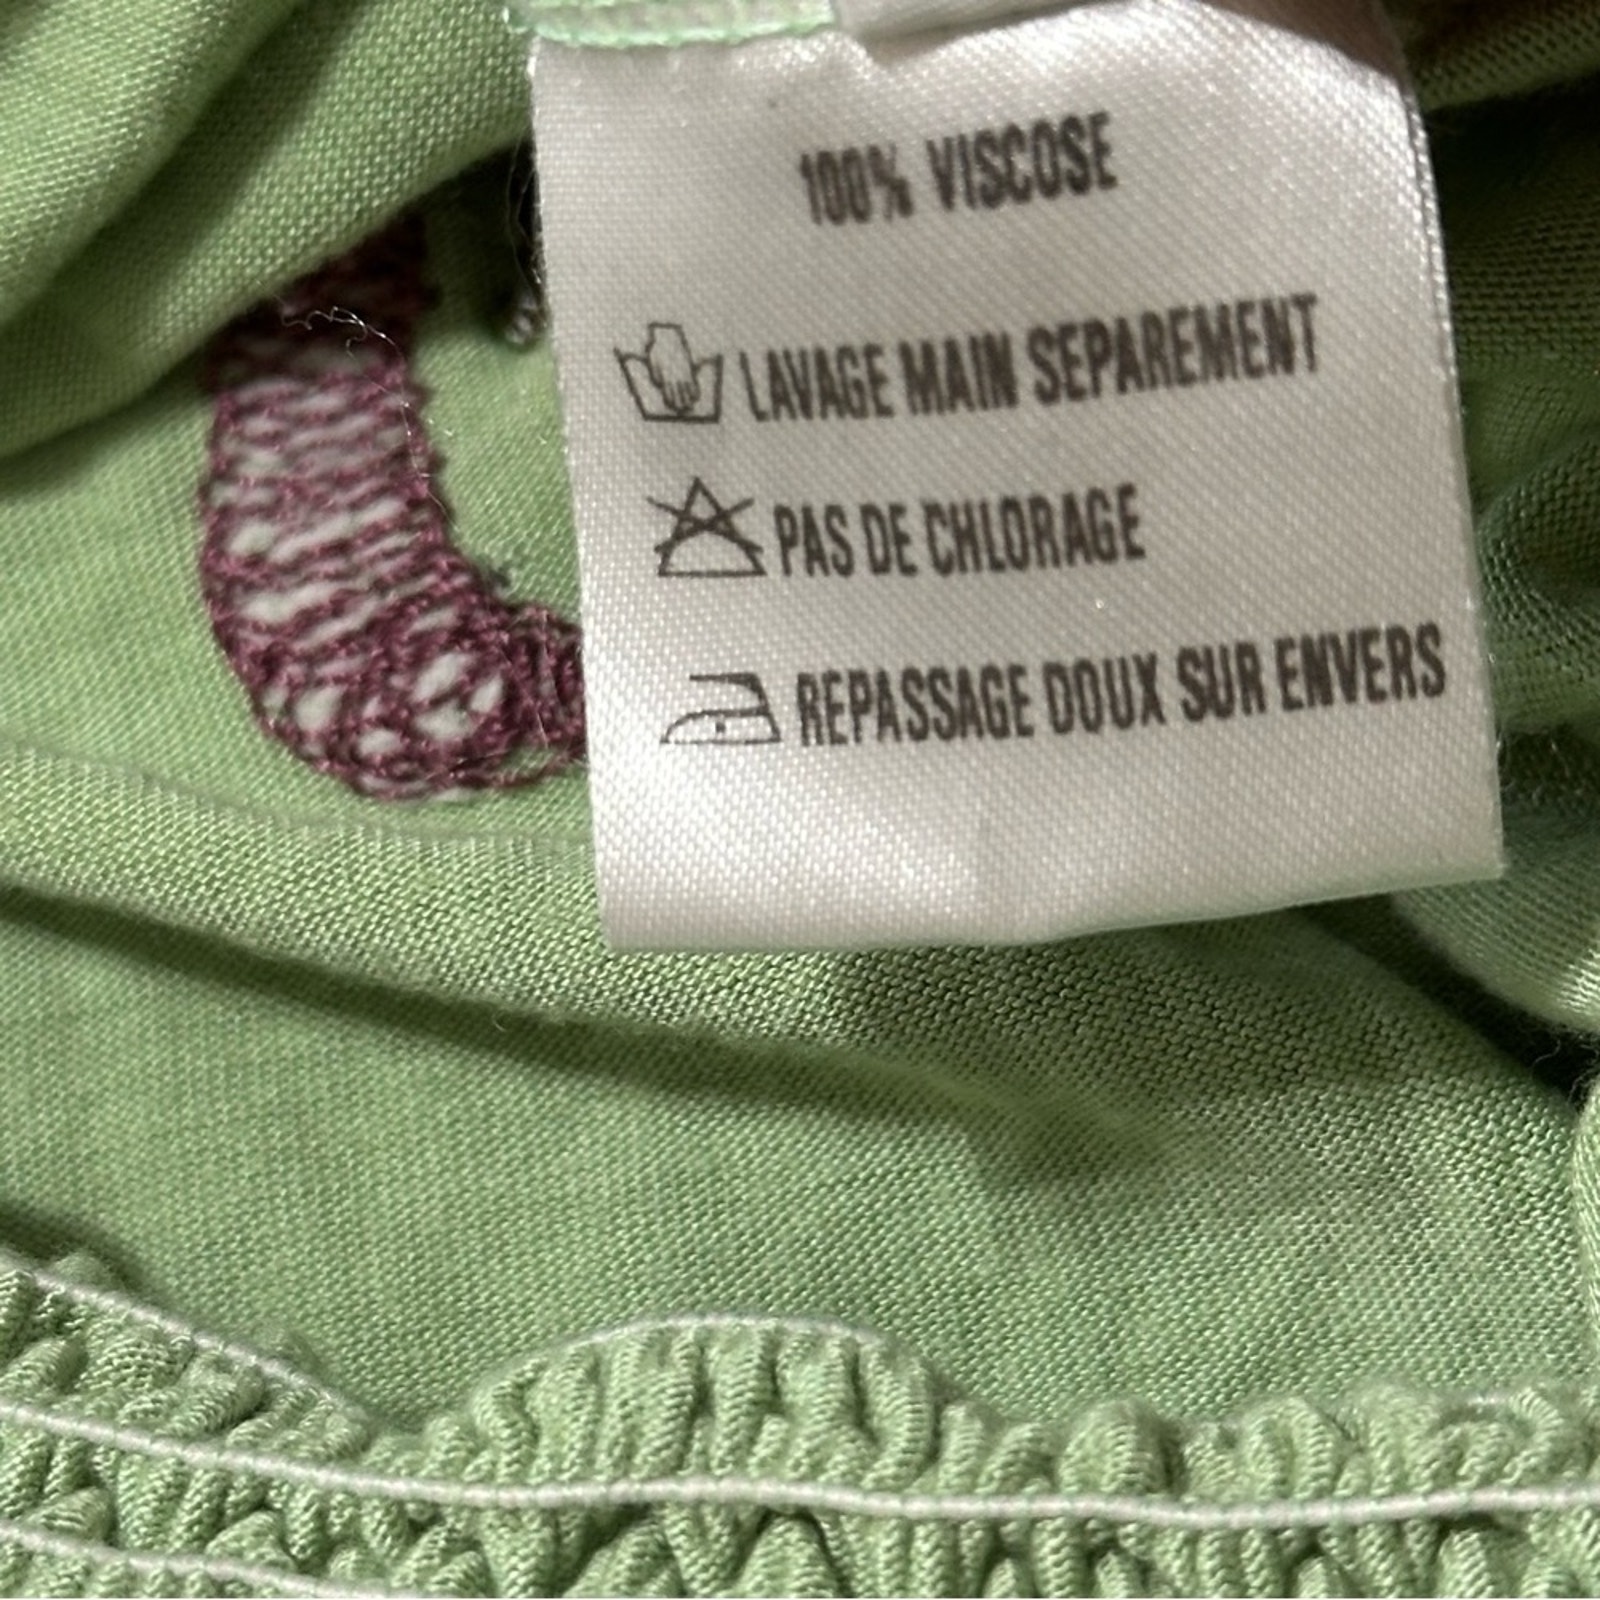 100% VISCOSE
LAVAGE MAIN SEPAREMENT
PAS DE CHLORAGE
REPASSAGE DOUX SUR ENVERS